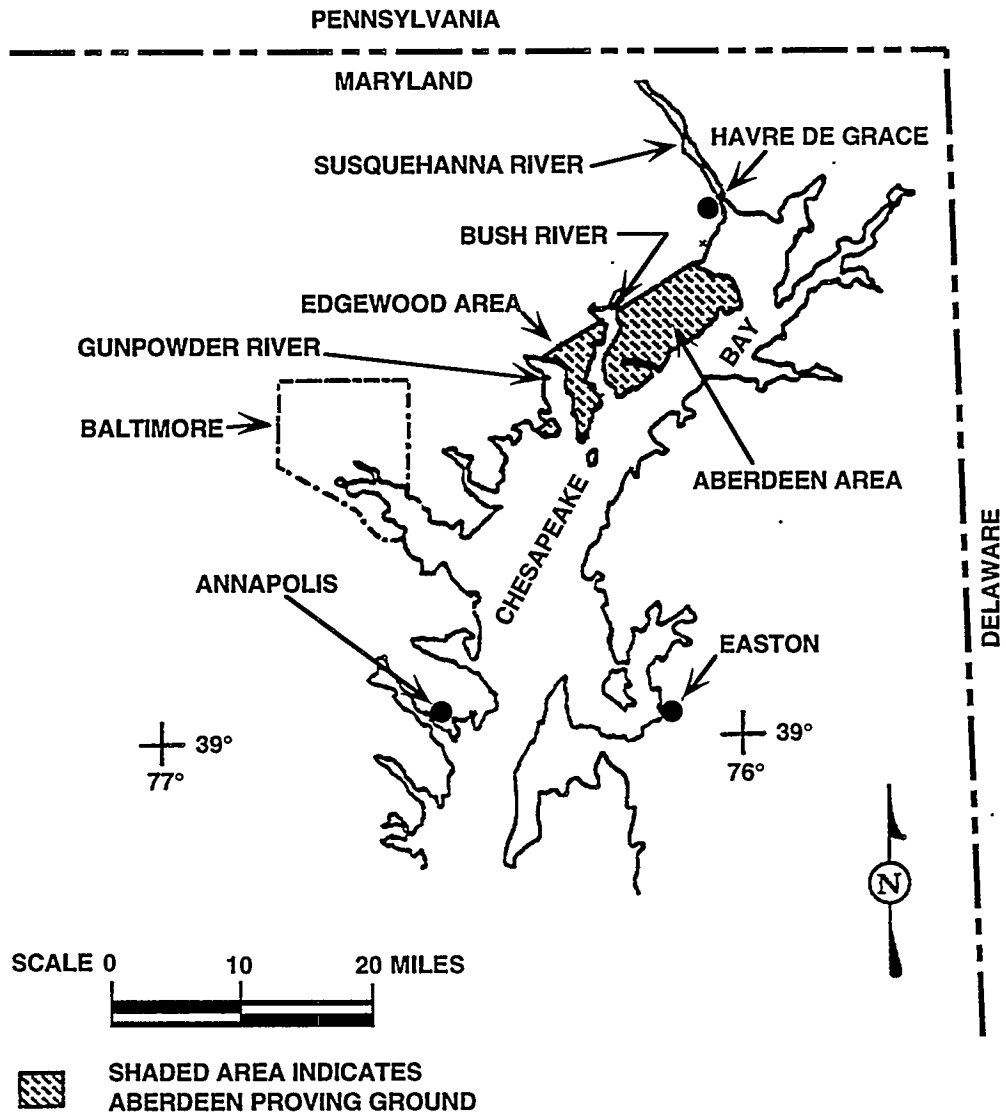 PENNSYLVANIA
MARYLAND
HAVRE DE GRACE
SUSQUEHANNA RIVER
BUSH RIVER
EDGEWOOD AREA
GUNPOWDER RIVER
BAY
BALTIMORE
ABERDEEN AREA
CHESAPEAKE
DELAWARE
ANNAPOLIS
EASTON
39°
77°
39°
76°
N
SCALE 0 10 20 MILES
SHADED AREA INDICATES
ABERDEEN PROVING GROUND